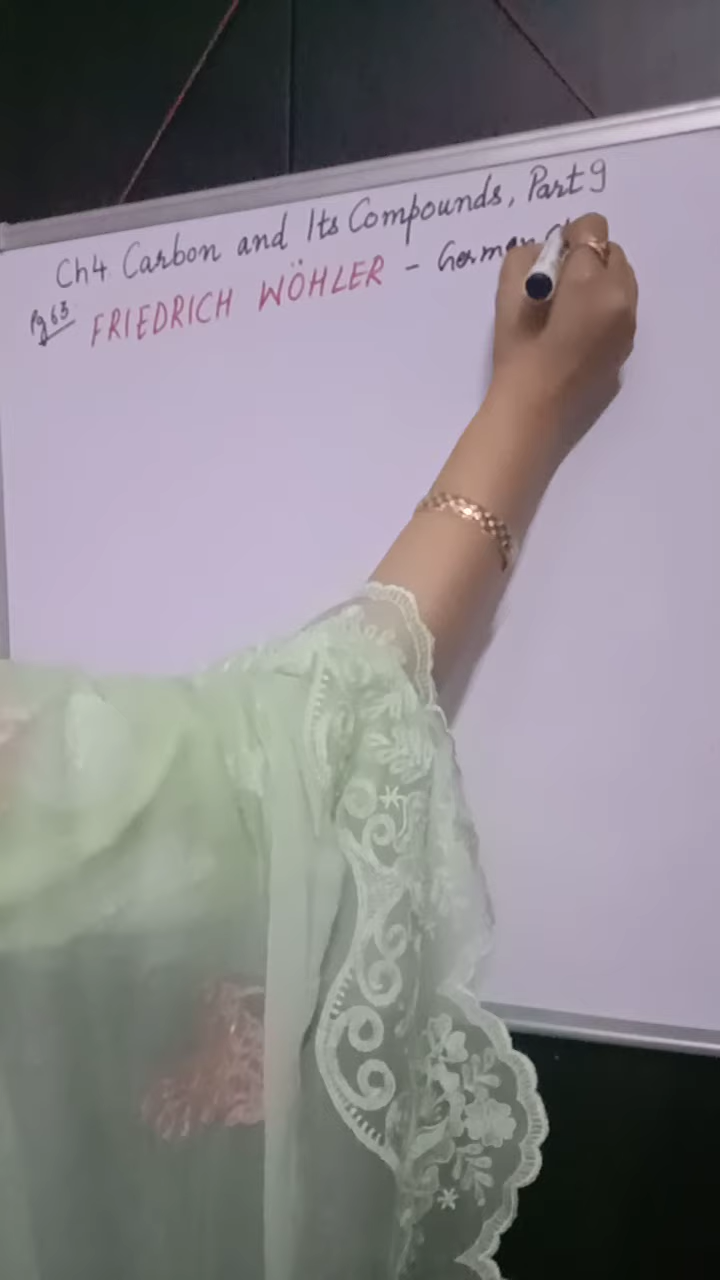 Ch4 Carbon and Its Compounds, Part 9
Pg 63 FRIEDRICH WÖHLER - German